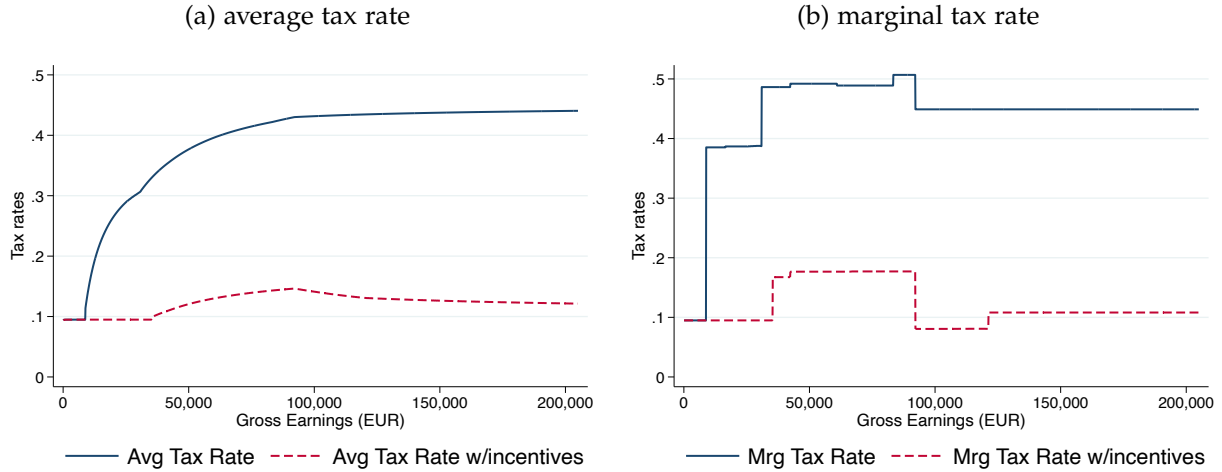 (a) average tax rate
.5
.4
.3
.2
.1
0
Tax rates
0 50,000 100,000 150,000 200,000
Gross Earnings (EUR)
Avg Tax Rate Avg Tax Rate w/incentives
(b) marginal tax rate
.5
.4
.3
.2
.1
0
Tax rates
0 50,000 100,000 150,000 200,000
Gross Earnings (EUR)
Mrg Tax Rate Mrg Tax Rate w/incentives